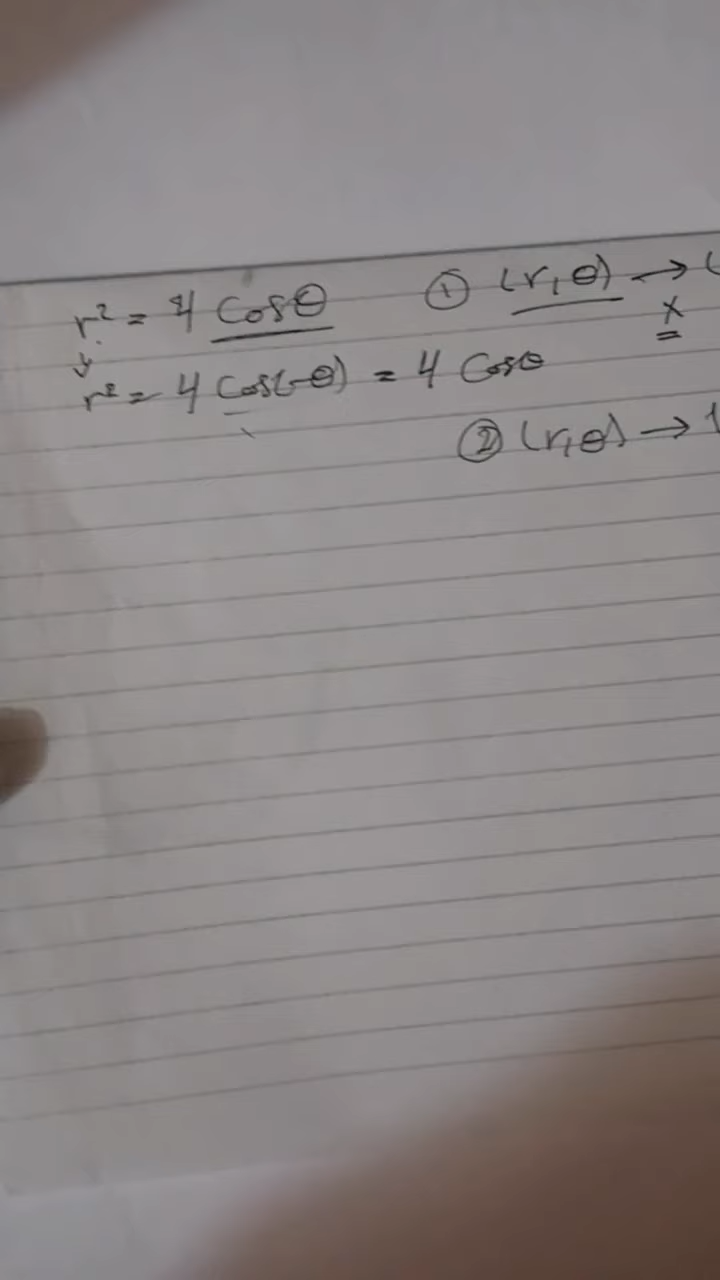 r² = 4 Cosθ ① (r,θ) → (
x
r² = 4 Cos(-θ) = 4 Cosθ
② (r,θ) →